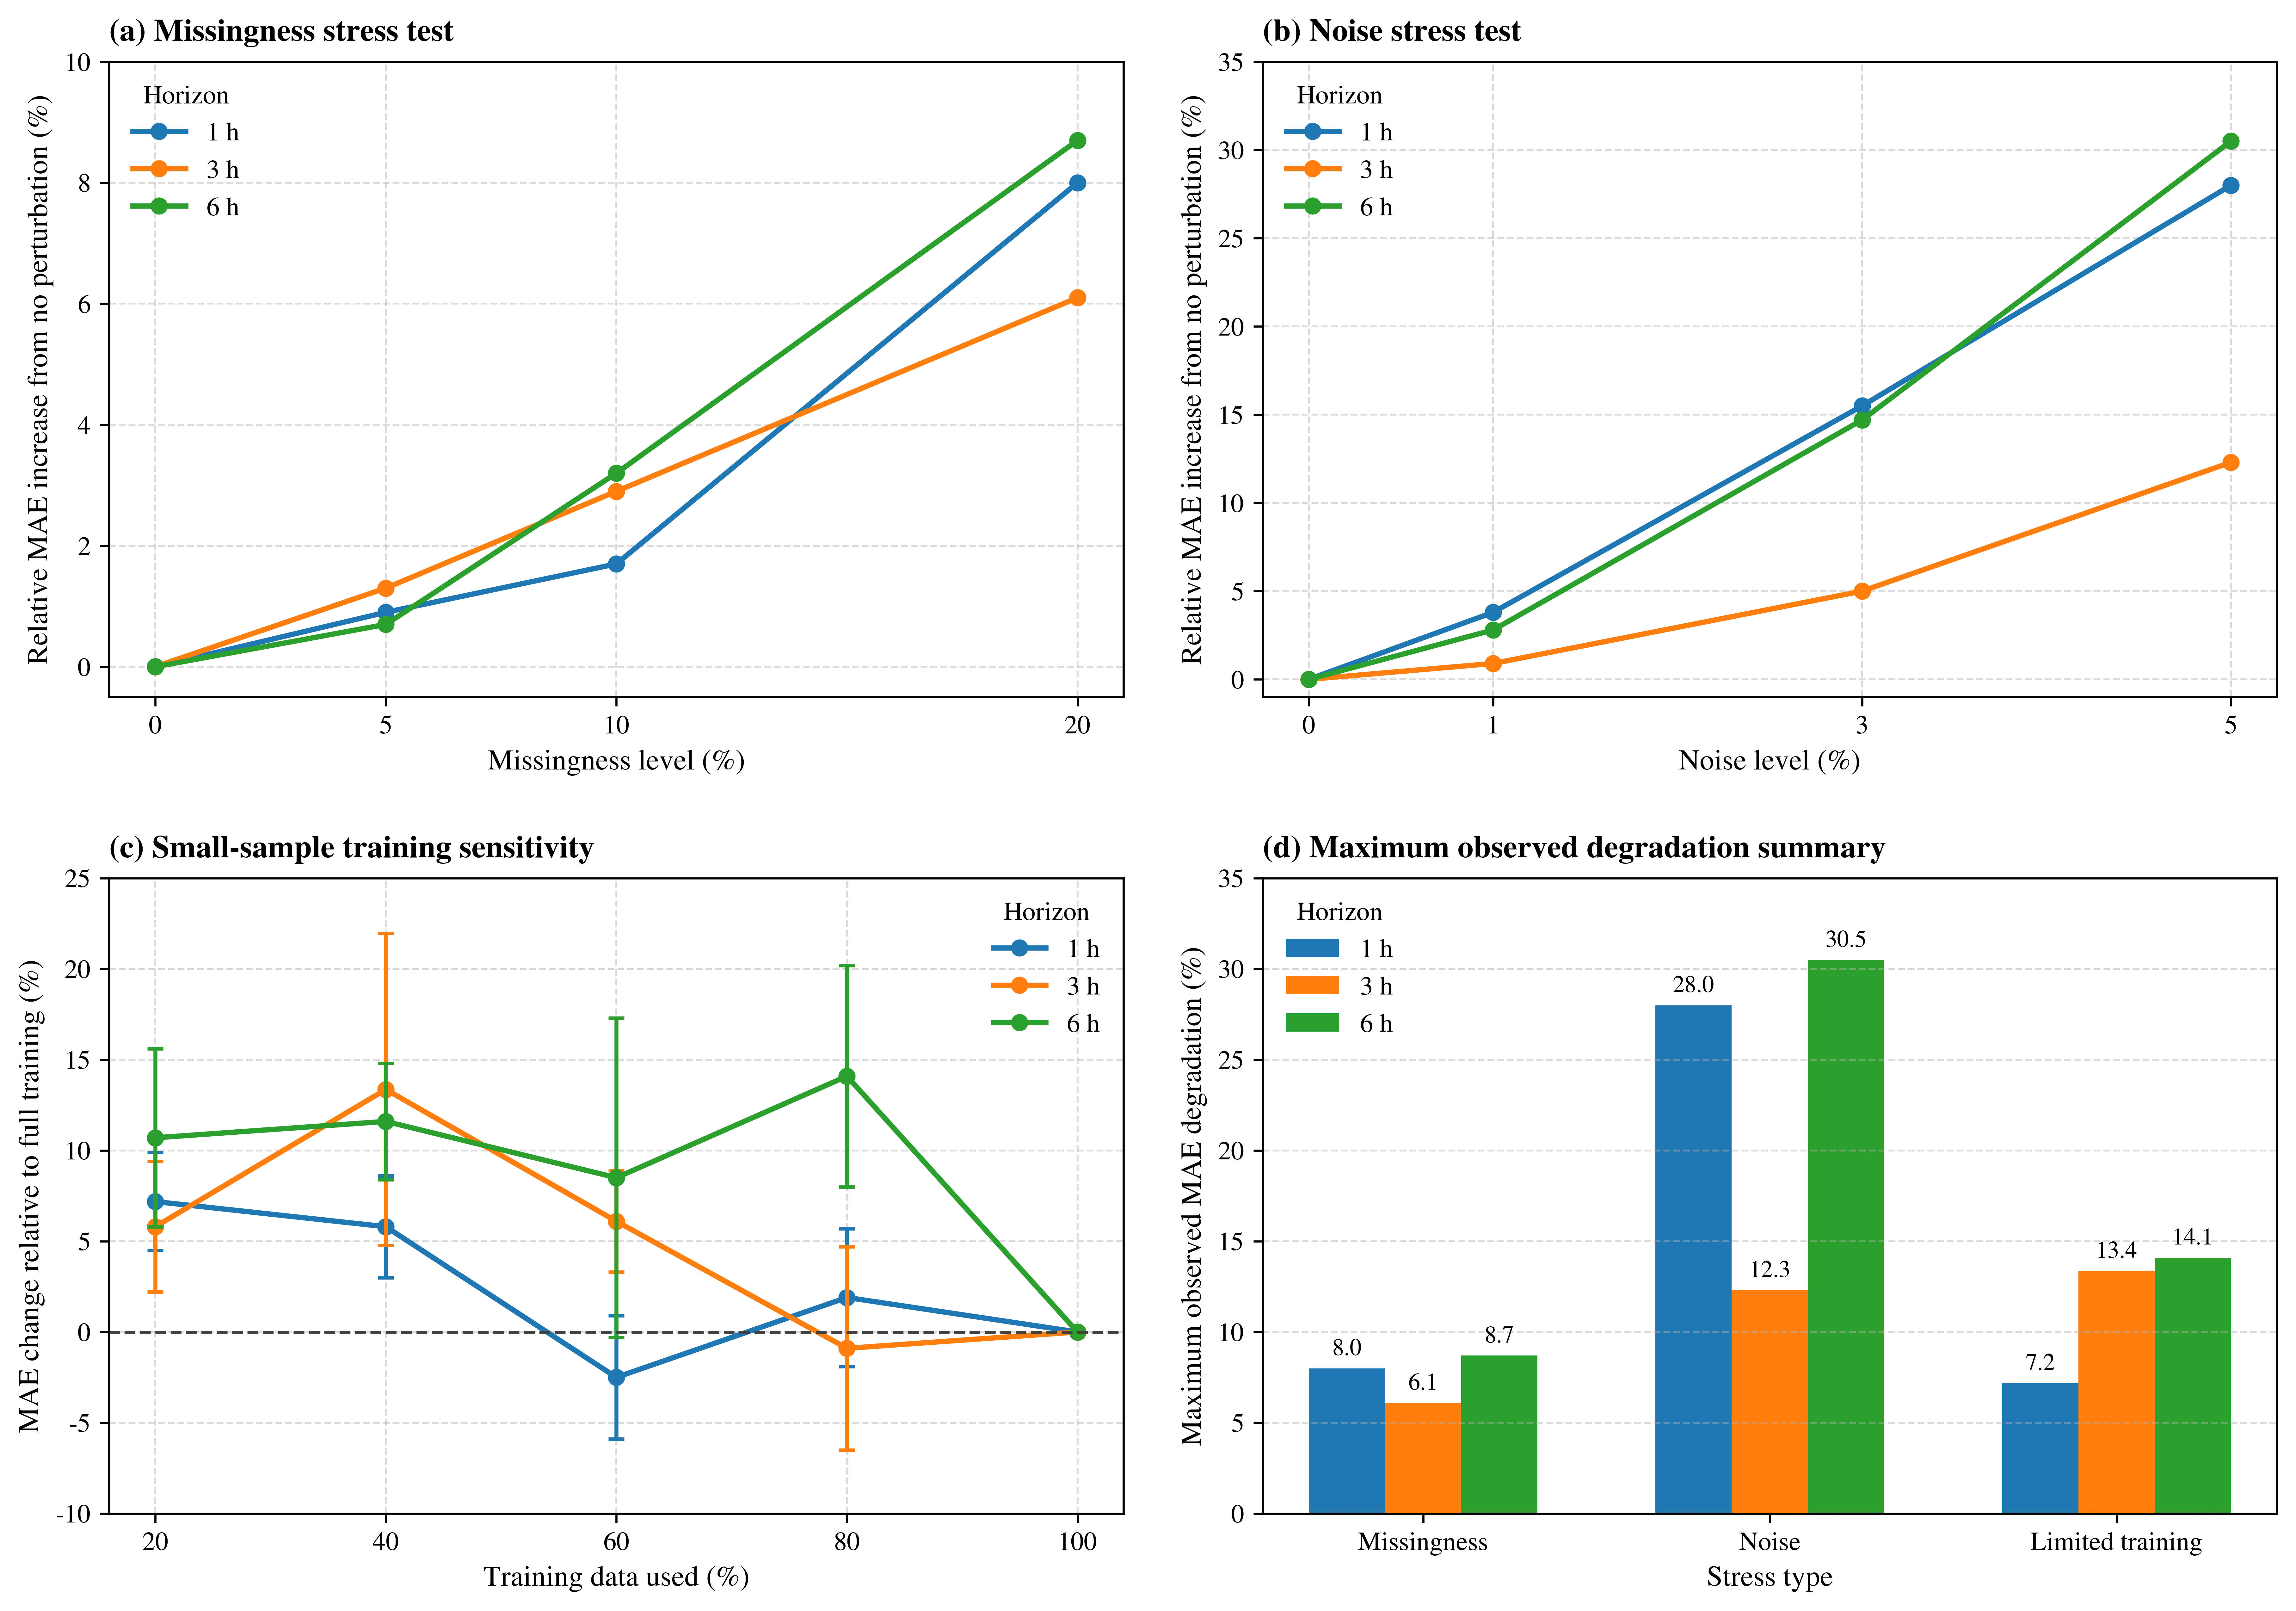 (a) Missingness stress test
Relative MAE increase from no perturbation (%)
10
8
6
4
2
0
Horizon
1 h
3 h
6 h
0 5 10 20
Missingness level (%)
(b) Noise stress test
Relative MAE increase from no perturbation (%)
35
30
25
20
15
10
5
0
Horizon
1 h
3 h
6 h
0 1 3 5
Noise level (%)
(c) Small-sample training sensitivity
MAE change relative to full training (%)
25
20
15
10
5
0
-5
-10
Horizon
1 h
3 h
6 h
20 40 60 80 100
Training data used (%)
(d) Maximum observed degradation summary
Maximum observed MAE degradation (%)
35
30
25
20
15
10
5
0
Horizon
1 h
3 h
6 h
8.0 6.1 8.7
28.0 12.3 30.5
7.2 13.4 14.1
Missingness Noise Limited training
Stress type